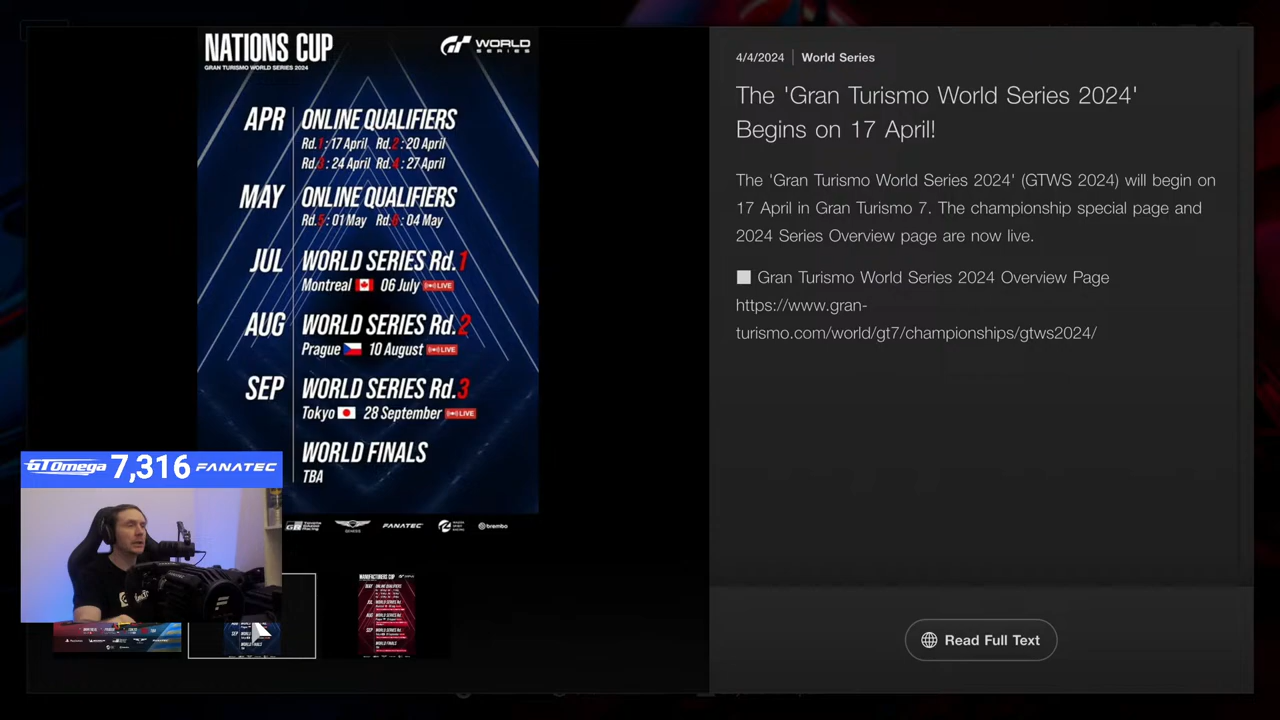 NATIONS CUP
GRAN TURISMO WORLD SERIES 2024
GT WORLD
SERIES
APR
ONLINE QUALIFIERS
Rd.1 : 17 April Rd.2 : 20 April
Rd.3 : 24 April Rd.4 : 27 April
MAY
ONLINE QUALIFIERS
Rd.5 : 01 May Rd.6 : 04 May
JUL
WORLD SERIES Rd.1
Montreal 06 July LIVE
AUG
WORLD SERIES Rd.2
Prague 10 August LIVE
SEP
WORLD SERIES Rd.3
Tokyo 28 September LIVE
WORLD FINALS
TBA
GENESIS FANATEC brembo
GTOmega 7,316 FANATEC
MANUFACTURERS CUP
4/4/2024 World Series
The 'Gran Turismo World Series 2024'
Begins on 17 April!
The 'Gran Turismo World Series 2024' (GTWS 2024) will begin on
17 April in Gran Turismo 7. The championship special page and
2024 Series Overview page are now live.
Gran Turismo World Series 2024 Overview Page
https://www.gran-
turismo.com/world/gt7/championships/gtws2024/
Read Full Text